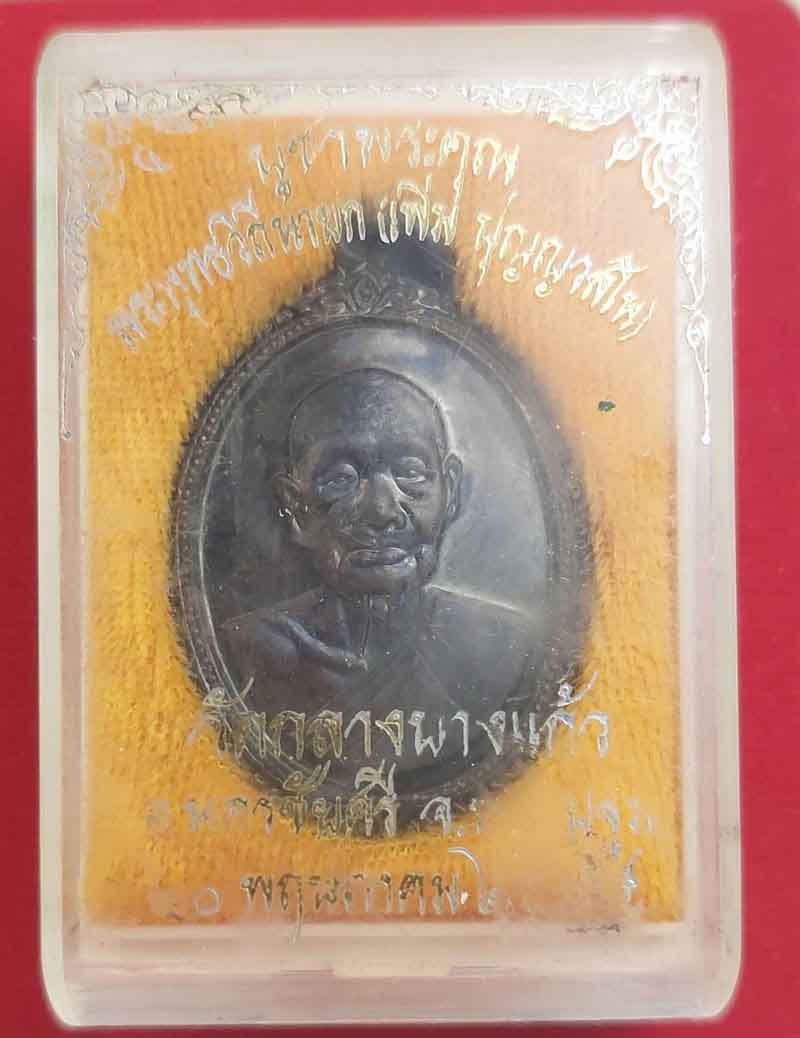 บูชาพระคุณ
พระพุทธวิถีนายก (เพิ่ม ปุญญวสโน)
วัดกลางบางแก้ว
อ.นครชัยศรี จ.
๒๐ พฤษภาคม